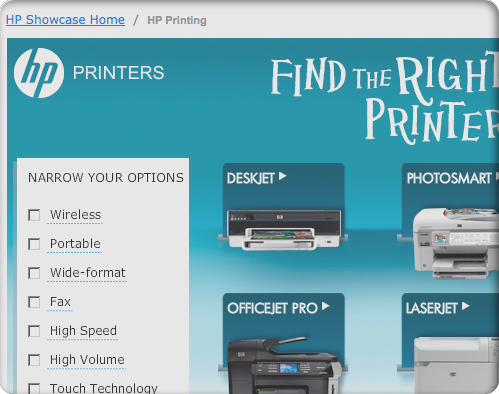 HP Showcase Home / HP Printing
hp PRINTERS
FIND THE RIGHT
PRINTER
NARROW YOUR OPTIONS
Wireless
Portable
Wide-format
Fax
High Speed
High Volume
Touch Technology
DESKJET
PHOTOSMART
OFFICEJET PRO
LASERJET